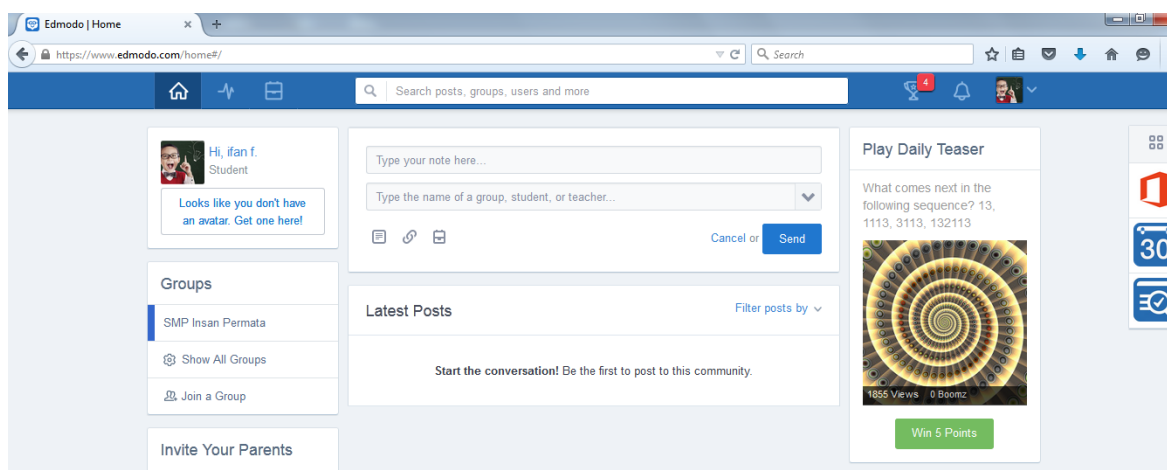 Edmodo | Home
https://www.edmodo.com/home#/
Search
Search posts, groups, users and more
4
Hi, ifan f.
Student
Looks like you don't have
an avatar. Get one here!
Groups
SMP Insan Permata
Show All Groups
Join a Group
Invite Your Parents
Type your note here...
Type the name of a group, student, or teacher...
Cancel or Send
Latest Posts
Filter posts by
Start the conversation! Be the first to post to this community.
Play Daily Teaser
What comes next in the
following sequence? 13,
1113, 3113, 132113
1855 Views 0 Boomz
Win 5 Points
30